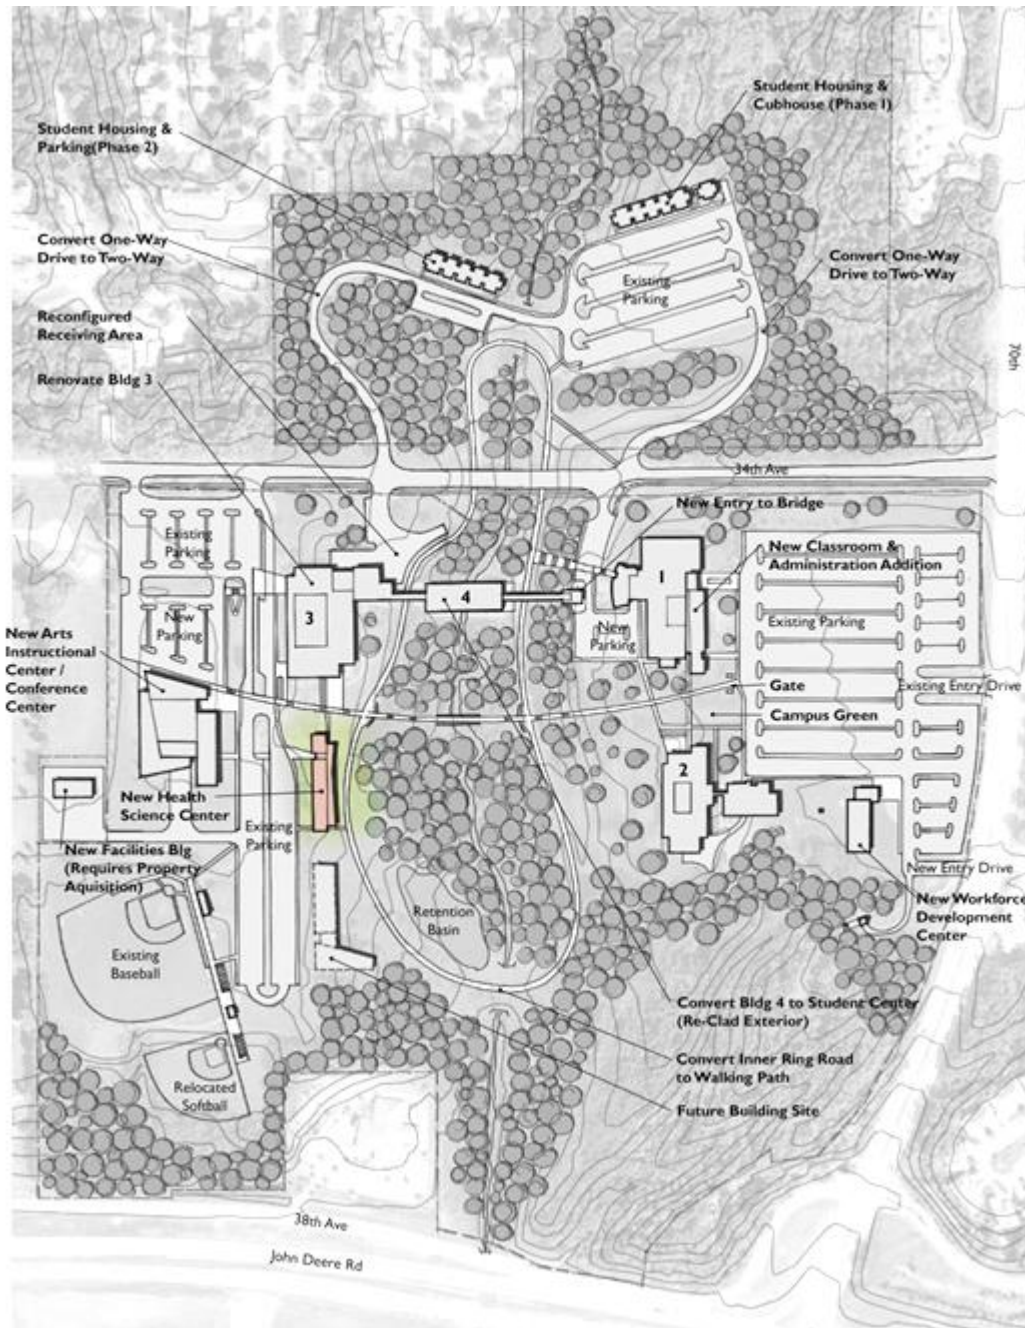 Student Housing &
Cubhouse (Phase 1)
Student Housing &
Parking(Phase 2)
Convert One-Way
Drive to Two-Way
Convert One-Way
Drive to Two-Way
Existing
Parking
Reconfigured
Receiving Area
70th
Renovate Bldg 3
34th Ave
New Entry to Bridge
Existing
Parking
New Classroom &
Administration Addition
1
4
3
New
Parking
New
Parking
Existing Parking
New Arts
Instructional
Center /
Conference
Center
Gate
Existing Entry Drive
Campus Green
2
New Health
Science Center
Existing
Parking
New Facilities Blg
(Requires Property
Aquisition)
New Entry Drive
New Workforce
Development
Center
Retention
Basin
Existing
Baseball
Convert Bldg 4 to Student Center
(Re-Clad Exterior)
Convert Inner Ring Road
to Walking Path
Relocated
Softball
Future Building Site
38th Ave
John Deere Rd